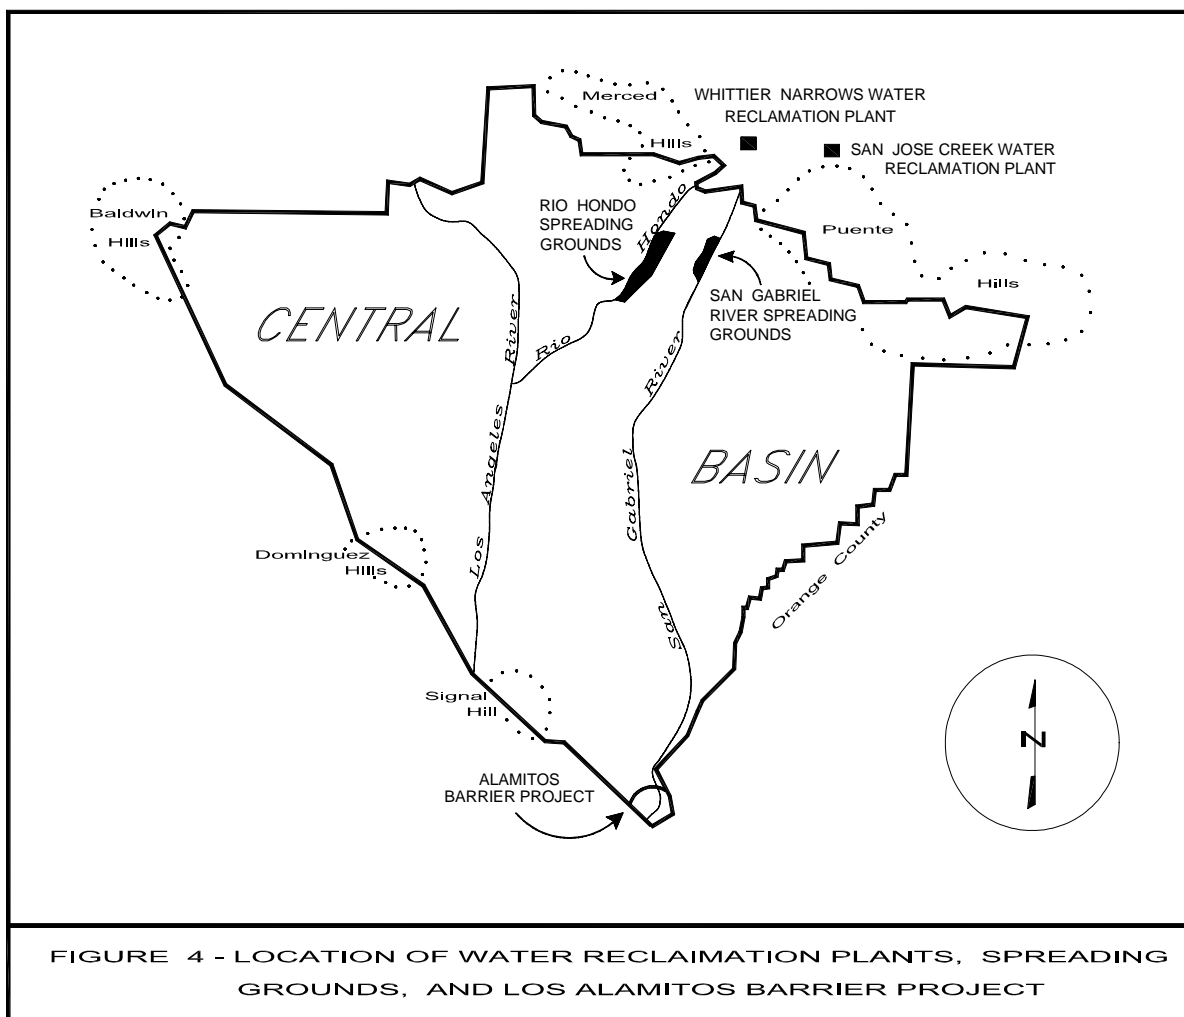 Merced
Hills
WHITTIER NARROWS WATER
RECLAMATION PLANT
SAN JOSE CREEK WATER
RECLAMATION PLANT
Baldwin
Hills
RIO HONDO
SPREADING
GROUNDS
Hondo
Rio
Puente
Hills
SAN GABRIEL
RIVER SPREADING
GROUNDS
CENTRAL
BASIN
Los Angeles River
San Gabriel River
Orange County
Dominguez
Hills
Signal
Hill
ALAMITOS
BARRIER PROJECT
N
FIGURE 4 - LOCATION OF WATER RECLAIMATION PLANTS, SPREADING
GROUNDS, AND LOS ALAMITOS BARRIER PROJECT